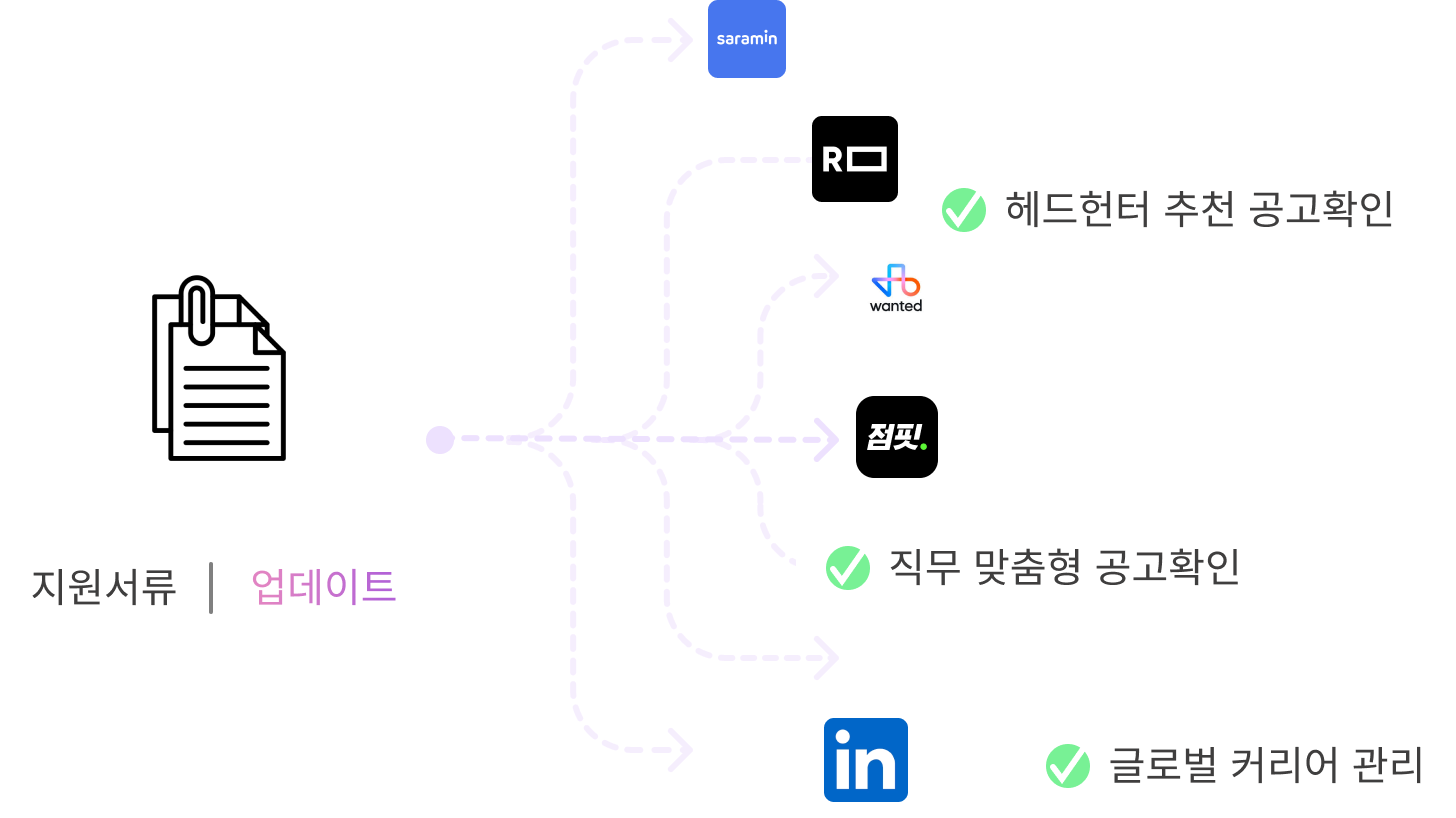 saramin
R
헤드헌터 추천 공고확인
wanted
점핏!
직무 맞춤형 공고확인
지원서류 | 업데이트
in
글로벌 커리어 관리